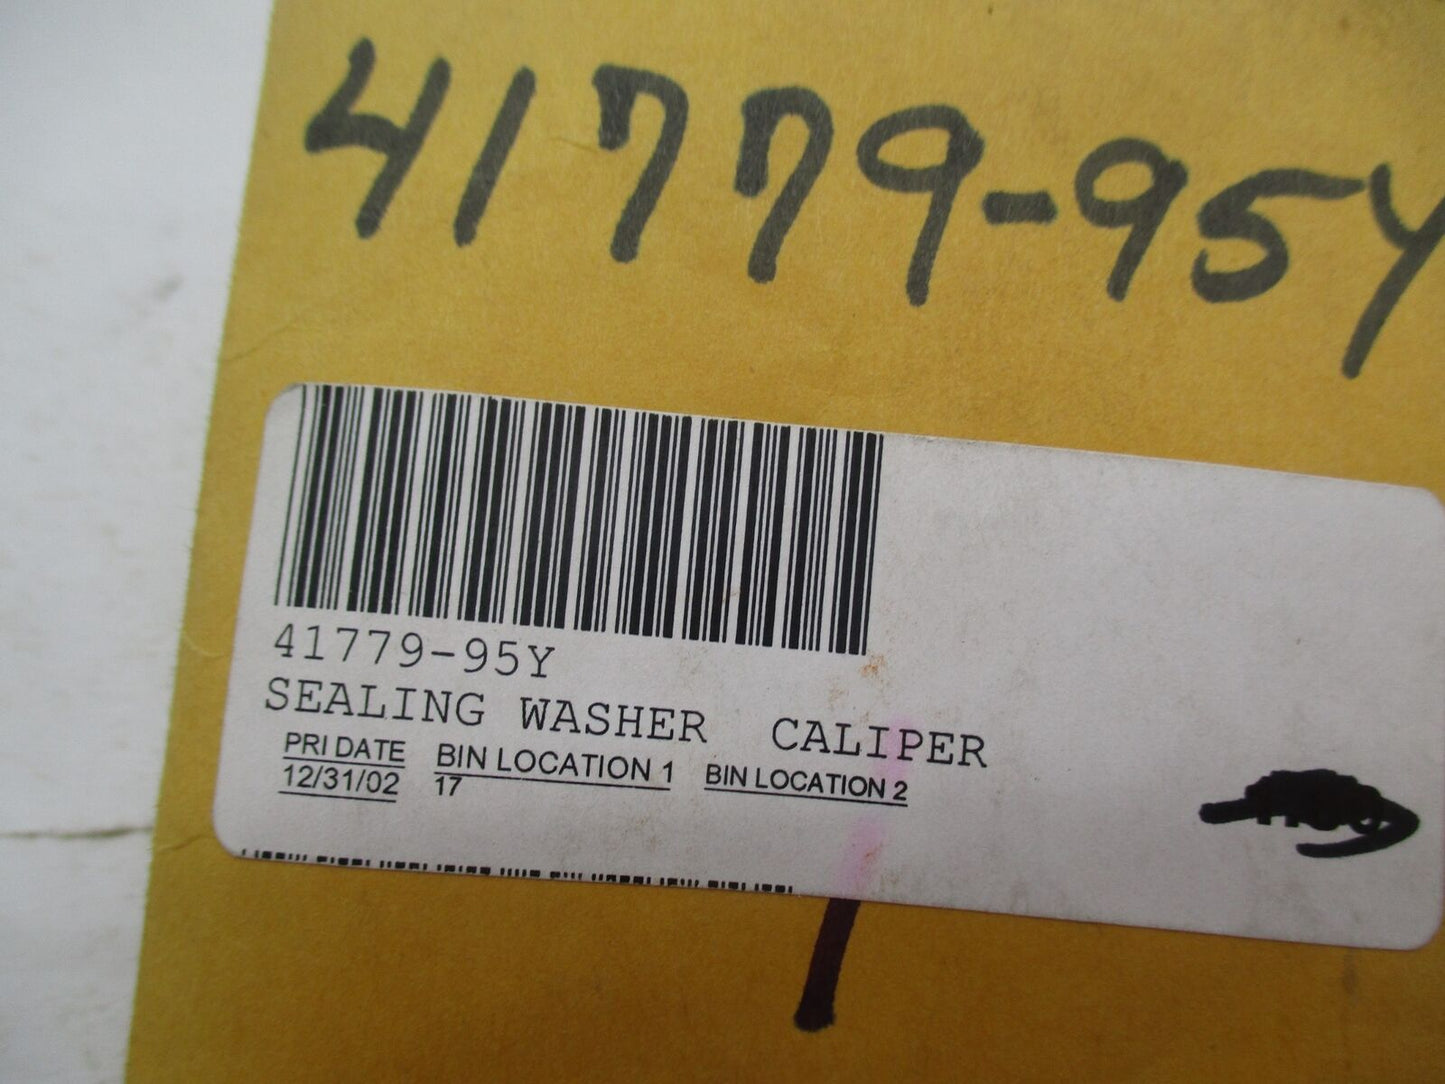 41779-95Y
41779-95Y
SEALING WASHER CALIPER
PRI DATE BIN LOCATION 1 BIN LOCATION 2
12/31/02 17